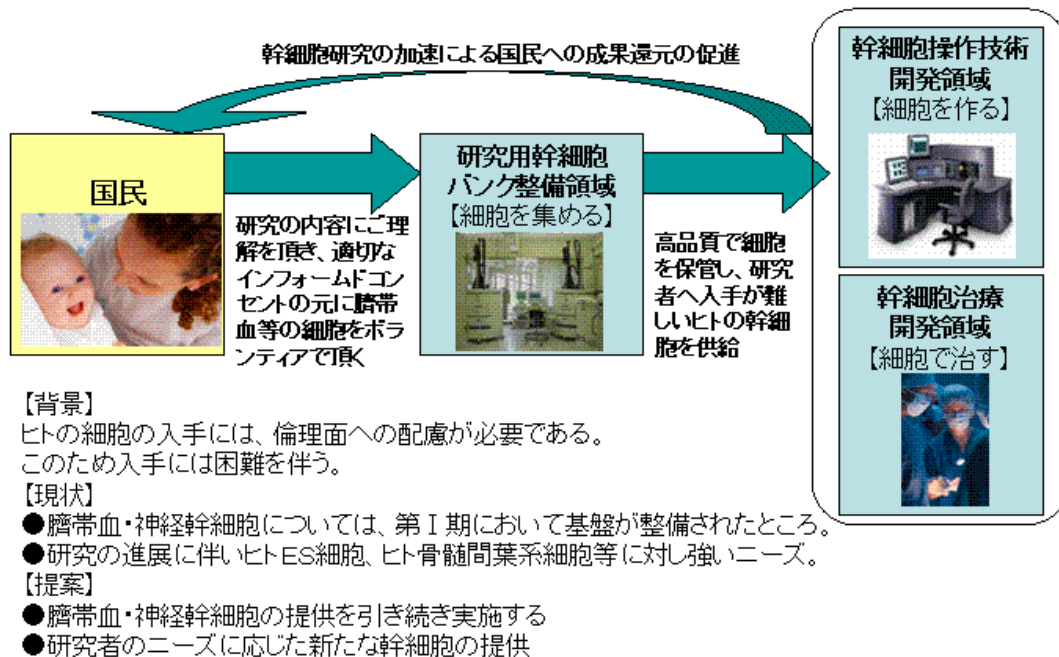 幹細胞研究の加速による国民への成果還元の促進
国民
研究の内容にご理
解を頂き、適切な
インフォームドコン
セントの元に臍帯
血等の細胞をボラ
ンティアで頂く
研究用幹細胞
バンク整備領域
【細胞を集める】
高品質で細胞
を保管し、研究
者へ入手が難
しいヒトの幹細
胞を供給
幹細胞操作技術
開発領域
【細胞を作る】
幹細胞治療
開発領域
【細胞で治す】
【背景】
ヒトの細胞の入手には、倫理面への配慮が必要である。
このため入手には困難を伴う。
【現状】
●臍帯血・神経幹細胞については、第Ⅰ期において基盤が整備されたところ。
●研究の進展に伴いヒトES細胞、ヒト骨髄間葉系細胞等に対し強いニーズ。
【提案】
●臍帯血・神経幹細胞の提供を引き続き実施する
●研究者のニーズに応じた新たな幹細胞の提供